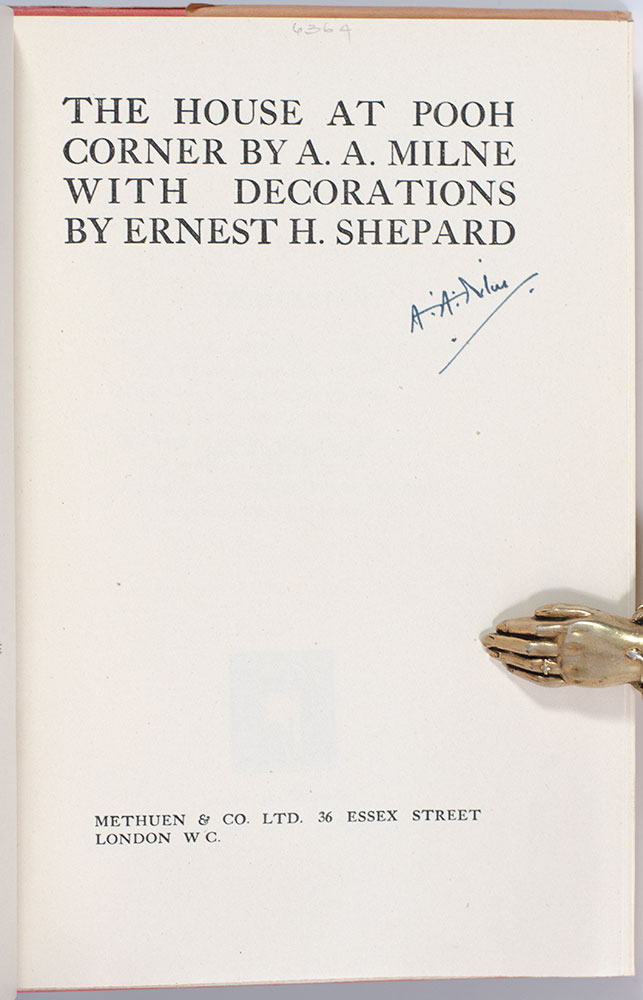 6364
THE HOUSE AT POOH
CORNER BY A. A. MILNE
WITH DECORATIONS
BY ERNEST H. SHEPARD
A. A. Milne
METHUEN & CO. LTD. 36 ESSEX STREET
LONDON W C.